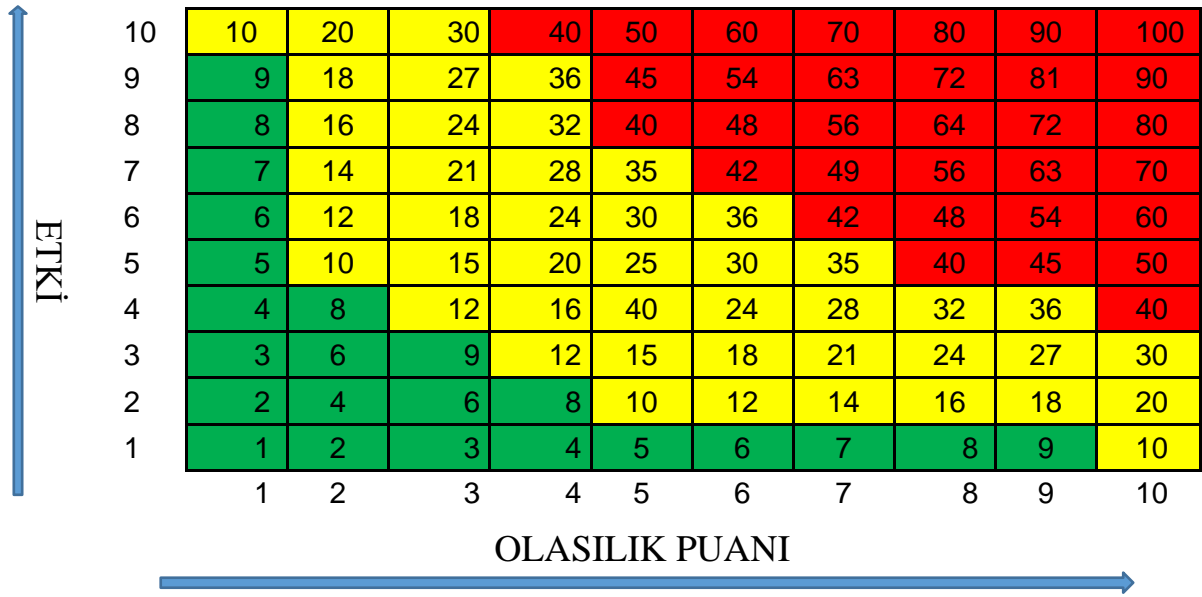 10 10 20 30 40 50 60 70 80 90 100
9 9 18 27 36 45 54 63 72 81 90
8 8 16 24 32 40 48 56 64 72 80
7 7 14 21 28 35 42 49 56 63 70
6 6 12 18 24 30 36 42 48 54 60
5 5 10 15 20 25 30 35 40 45 50
4 4 8 12 16 40 24 28 32 36 40
3 3 6 9 12 15 18 21 24 27 30
2 2 4 6 8 10 12 14 16 18 20
1 1 2 3 4 5 6 7 8 9 10
1 2 3 4 5 6 7 8 9 10
ETKİ
OLASILIK PUANI